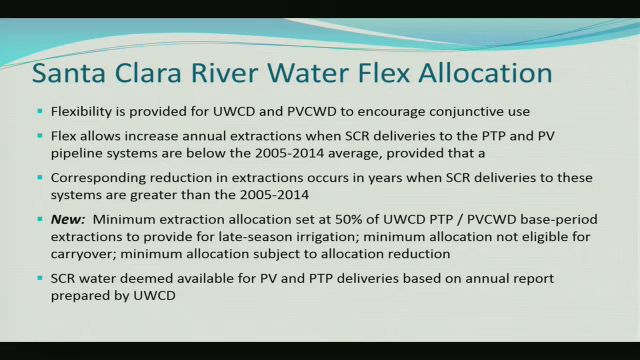 Santa Clara River Water Flex Allocation
Flexibility is provided for UWCD and PVCWD to encourage conjunctive use
Flex allows increase annual extractions when SCR deliveries to the PTP and PV
pipeline systems are below the 2005-2014 average, provided that a
Corresponding reduction in extractions occurs in years when SCR deliveries to these
systems are greater than the 2005-2014
New: Minimum extraction allocation set at 50% of UWCD PTP / PVCWD base-period
extractions to provide for late-season irrigation; minimum allocation not eligible for
carryover; minimum allocation subject to allocation reduction
SCR water deemed available for PV and PTP deliveries based on annual report
prepared by UWCD